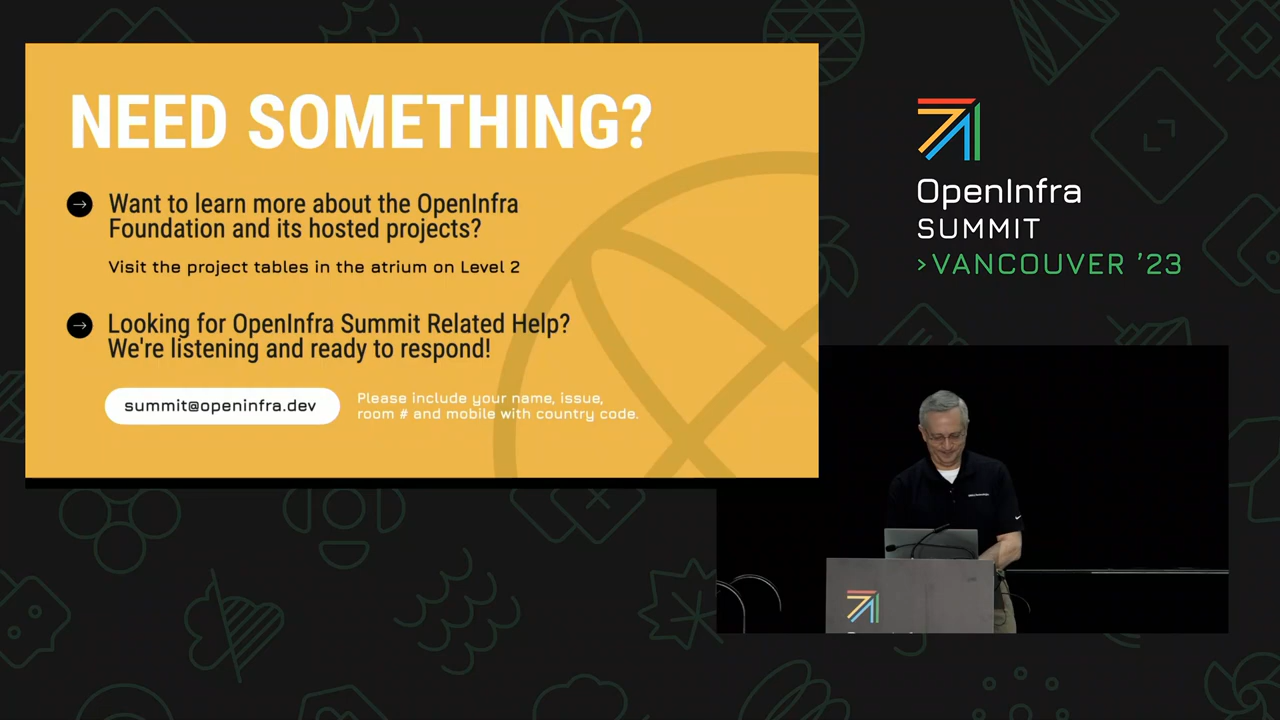 NEED SOMETHING?
Want to learn more about the OpenInfra
Foundation and its hosted projects?
Visit the project tables in the atrium on Level 2
Looking for OpenInfra Summit Related Help?
We're listening and ready to respond!
summit@openinfra.dev
Please include your name, issue,
room # and mobile with country code.
OpenInfra
SUMMIT
>VANCOUVER '23